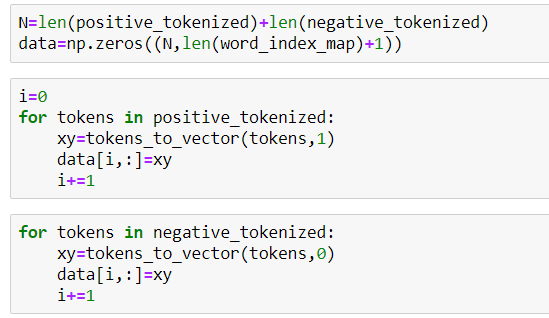 N=len(positive_tokenized)+len(negative_tokenized)
data=np.zeros((N,len(word_index_map)+1))
i=0
for tokens in positive_tokenized:
    xy=tokens_to_vector(tokens,1)
    data[i,:]=xy
    i+=1
for tokens in negative_tokenized:
    xy=tokens_to_vector(tokens,0)
    data[i,:]=xy
    i+=1